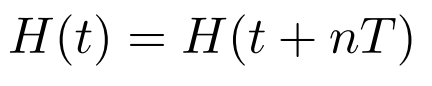 H(t) = H(t + nT)